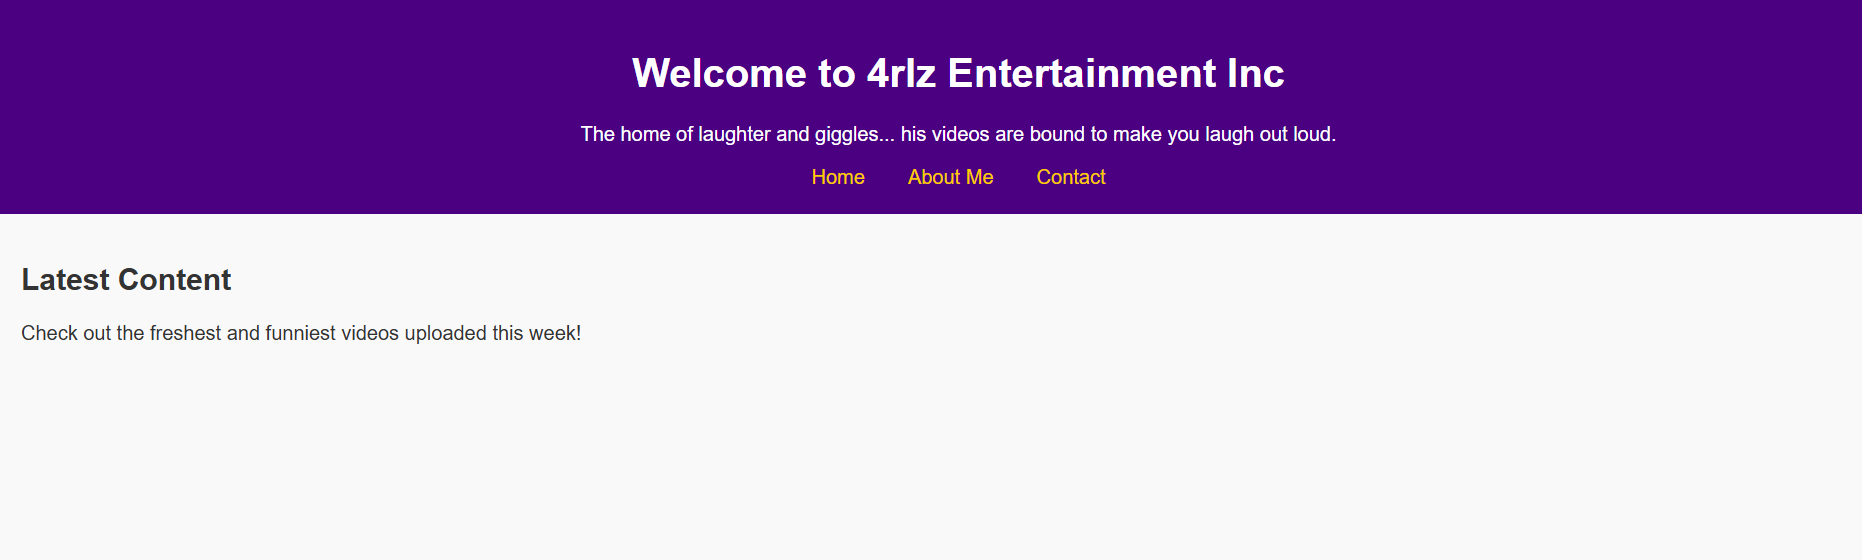 Welcome to 4rlz Entertainment Inc
The home of laughter and giggles... his videos are bound to make you laugh out loud.
Home About Me Contact
Latest Content
Check out the freshest and funniest videos uploaded this week!